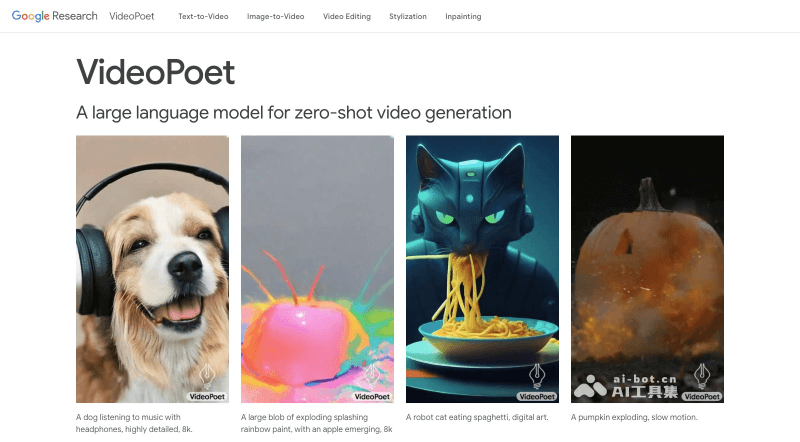 Google Research VideoPoet Text-to-Video Image-to-Video Video Editing Stylization Inpainting
VideoPoet
A large language model for zero-shot video generation
VideoPoet
VideoPoet
VideoPoet
ai-bot.cn
AI工具集
VideoPoet
A dog listening to music with
headphones, highly detailed, 8k.
A large blob of exploding splashing
rainbow paint, with an apple emerging, 8k
A robot cat eating spaghetti, digital art.
A pumpkin exploding, slow motion.